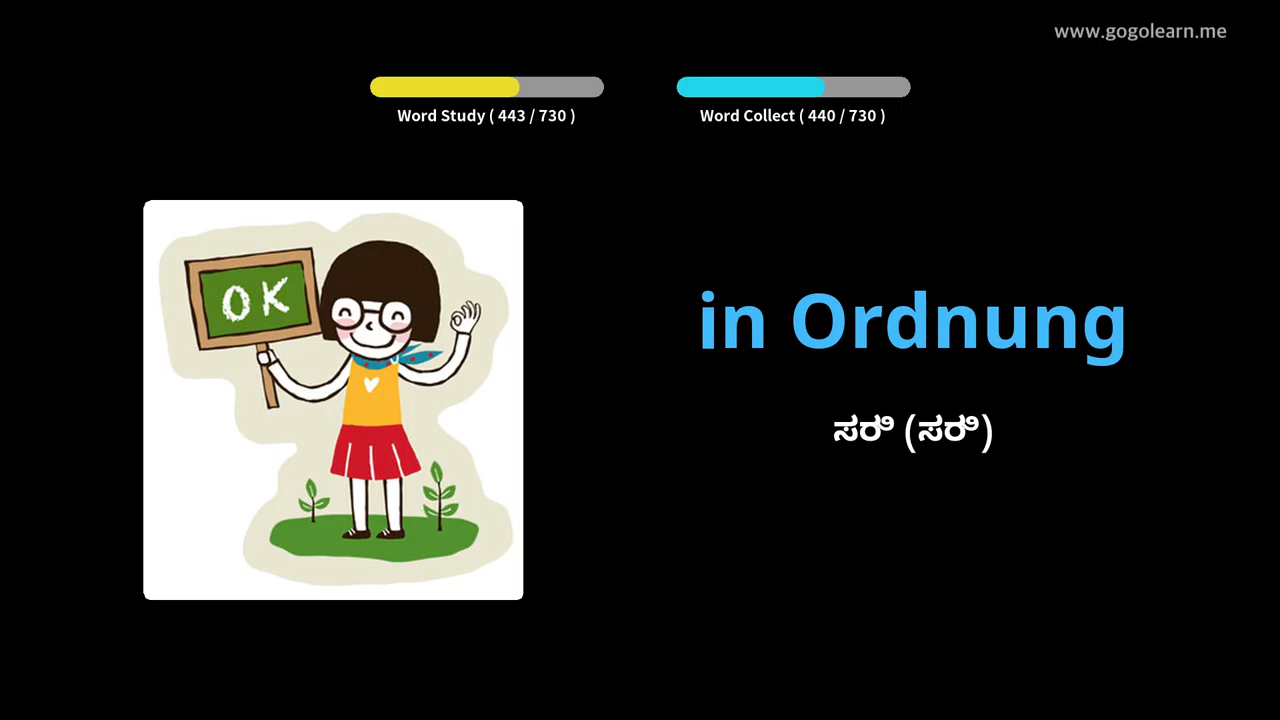 www.gogolearn.me
Word Study ( 443 / 730 )
Word Collect ( 440 / 730 )
OK
in Ordnung
ಸರಿ (ಸರಿ)